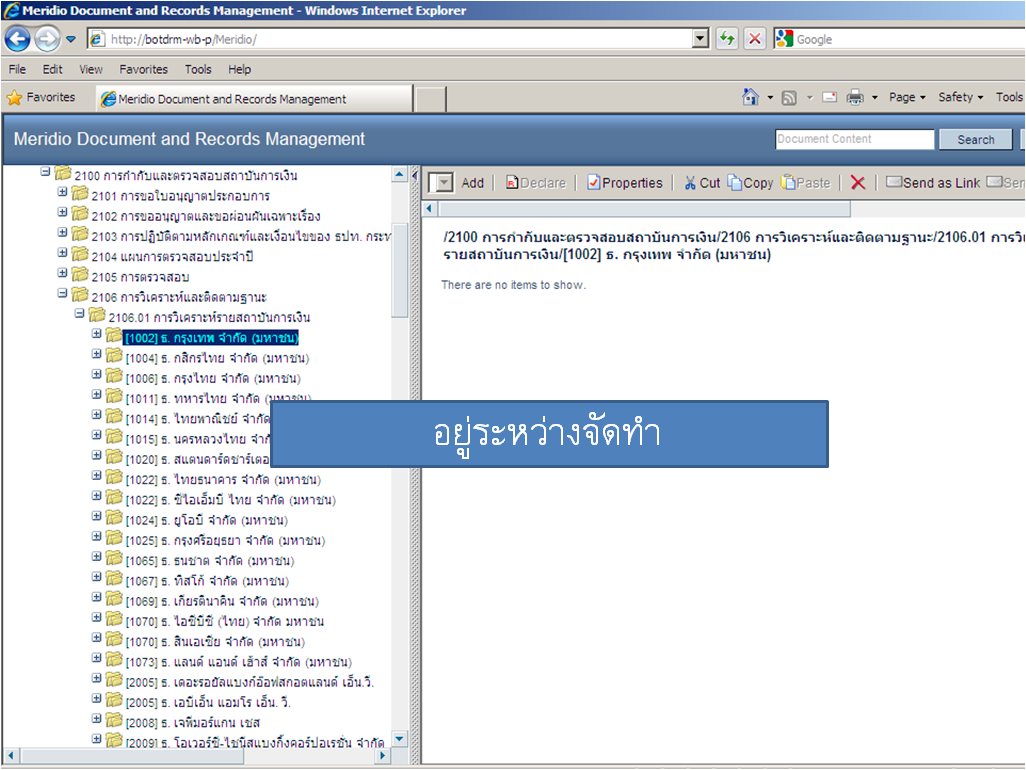 Meridio Document and Records Management - Windows Internet Explorer
http://botdrm-wb-p/Meridio/
Google
File Edit View Favorites Tools Help
Favorites
Meridio Document and Records Management
Page Safety Tools
Meridio Document and Records Management
Document Content
Search
2100 การกำกับและตรวจสอบสถาบันการเงิน
2101 การขอใบอนุญาตประกอบการ
2102 การขออนุญาตและขอผ่อนผันเฉพาะเรื่อง
2103 การปฏิบัติตามหลักเกณฑ์และเงื่อนไขของ ธปท. กระท
2104 แผนการตรวจสอบประจำปี
2105 การตรวจสอบ
2106 การวิเคราะห์และติดตามฐานะ
2106.01 การวิเคราะห์รายสถาบันการเงิน
[1002] ธ. กรุงเทพ จำกัด (มหาชน)
[1004] ธ. กสิกรไทย จำกัด (มหาชน)
[1006] ธ. กรุงไทย จำกัด (มหาชน)
[1011] ธ. ทหารไทย จำกัด (มหาชน)
[1014] ธ. ไทยพาณิชย์ จำกัด
[1015] ธ. นครหลวงไทย จำกั
[1020] ธ. สแตนดาร์ดชาร์เตอ
[1022] ธ. ไทยธนาคาร จำกัด (มหาชน)
[1022] ธ. ซีไอเอ็มบี ไทย จำกัด (มหาชน)
[1024] ธ. ยูโอบี จำกัด (มหาชน)
[1025] ธ. กรุงศรีอยุธยา จำกัด (มหาชน)
[1065] ธ. ธนชาต จำกัด (มหาชน)
[1067] ธ. ทิสโก้ จำกัด (มหาชน)
[1069] ธ. เกียรตินาคิน จำกัด (มหาชน)
[1070] ธ. ไอซีบีซี (ไทย) จำกัด มหาชน
[1070] ธ. สินเอเซีย จำกัด (มหาชน)
[1073] ธ. แลนด์ แอนด์ เฮ้าส์ จำกัด (มหาชน)
[2005] ธ. เดอะรอยัลแบงก์อ๊อฟสกอตแลนด์ เอ็น.วี.
[2005] ธ. เอบีเอ็น แอมโร เอ็น. วี.
[2008] ธ. เจพีมอร์แกน เชส
[2009] ธ. โอเวอร์ซี-ไชนีสแบงกิ้งคอร์ปอเรชั่น จำกัด
Add Declare Properties Cut Copy Paste Send as Link Sen
/2100 การกำกับและตรวจสอบสถาบันการเงิน/2106 การวิเคราะห์และติดตามฐานะ/2106.01 การวิ
รายสถาบันการเงิน/[1002] ธ. กรุงเทพ จำกัด (มหาชน)
There are no items to show.
อยู่ระหว่างจัดทำ